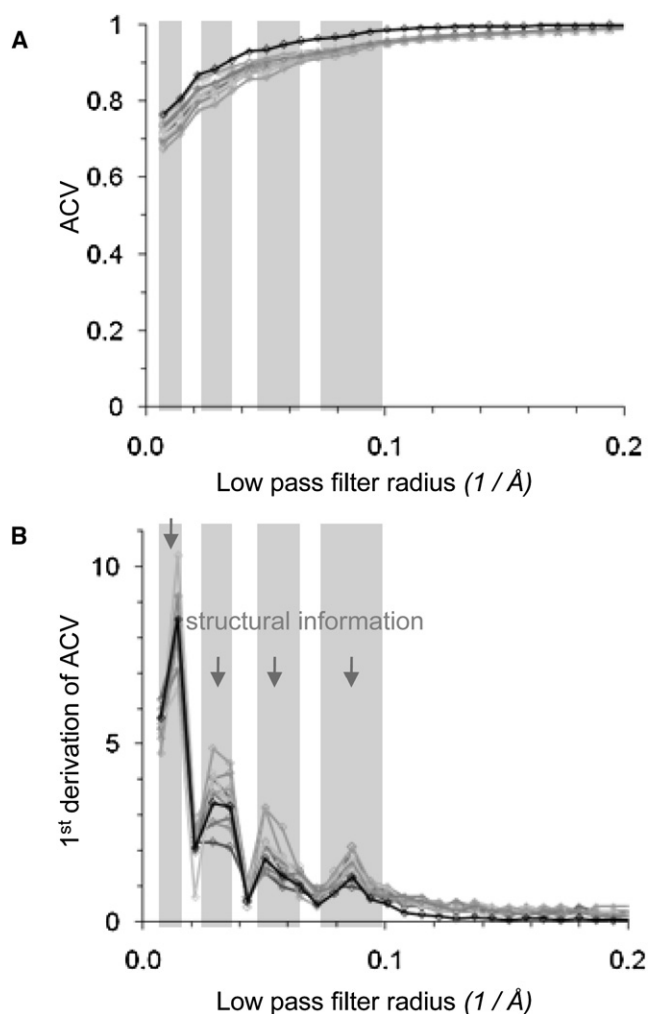 A
1
0.8
0.6
ACV
0.4
0.2
0
0.0 0.1 0.2
Low pass filter radius (1 / Å)
B
10
structural information
1st derivation of ACV
5
0
0.0 0.1 0.2
Low pass filter radius (1 / Å)